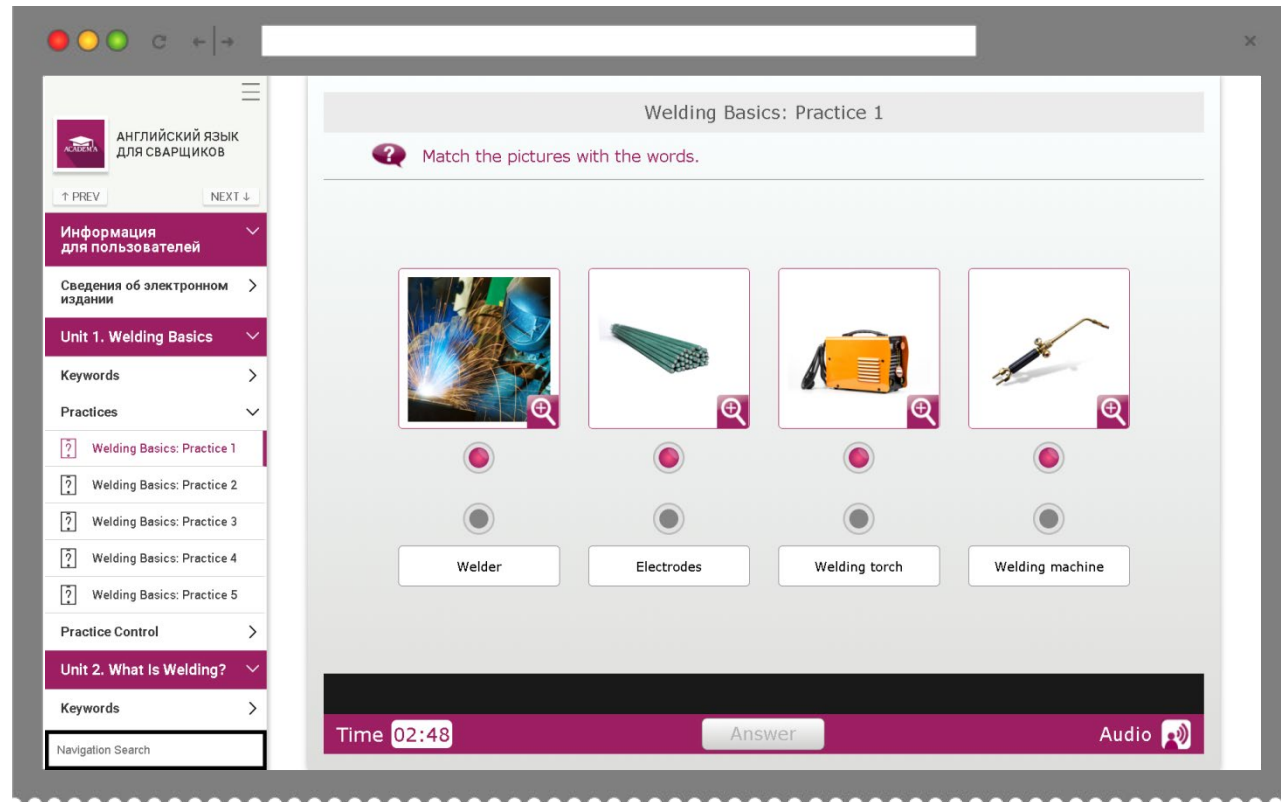 ACADEMA
АНГЛИЙСКИЙ ЯЗЫК
ДЛЯ СВАРЩИКОВ
↑ PREV
NEXT ↓
Информация
для пользователей
Сведения об электронном
издании
Unit 1. Welding Basics
Keywords
Practices
? Welding Basics: Practice 1
? Welding Basics: Practice 2
? Welding Basics: Practice 3
? Welding Basics: Practice 4
? Welding Basics: Practice 5
Practice Control
Unit 2. What Is Welding?
Keywords
Navigation Search
Welding Basics: Practice 1
? Match the pictures with the words.
Welder
Electrodes
Welding torch
Welding machine
Time 02:48
Answer
Audio